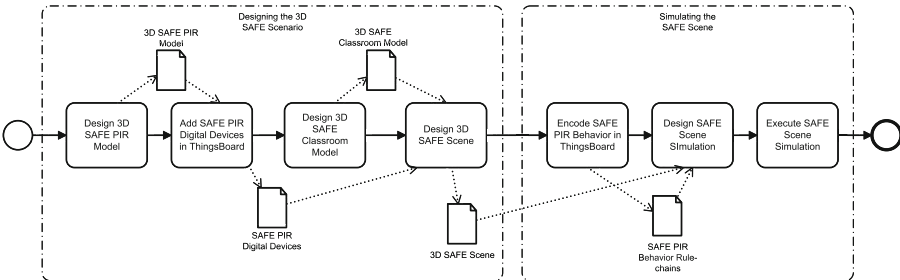 Designing the 3D
SAFE Scenario
Simulating the
SAFE Scene
3D SAFE PIR
Model
3D SAFE
Classroom Model
Design 3D
SAFE PIR
Model
Add SAFE PIR
Digital Devices
in ThingsBoard
Design 3D
SAFE
Classroom
Model
Design 3D
SAFE Scene
Encode SAFE
PIR Behavior in
ThingsBoard
Design SAFE
Scene
SImulation
Execute SAFE
Scene
Simulation
SAFE PIR
Digital Devices
3D SAFE Scene
SAFE PIR
Behavior Rule-
chains